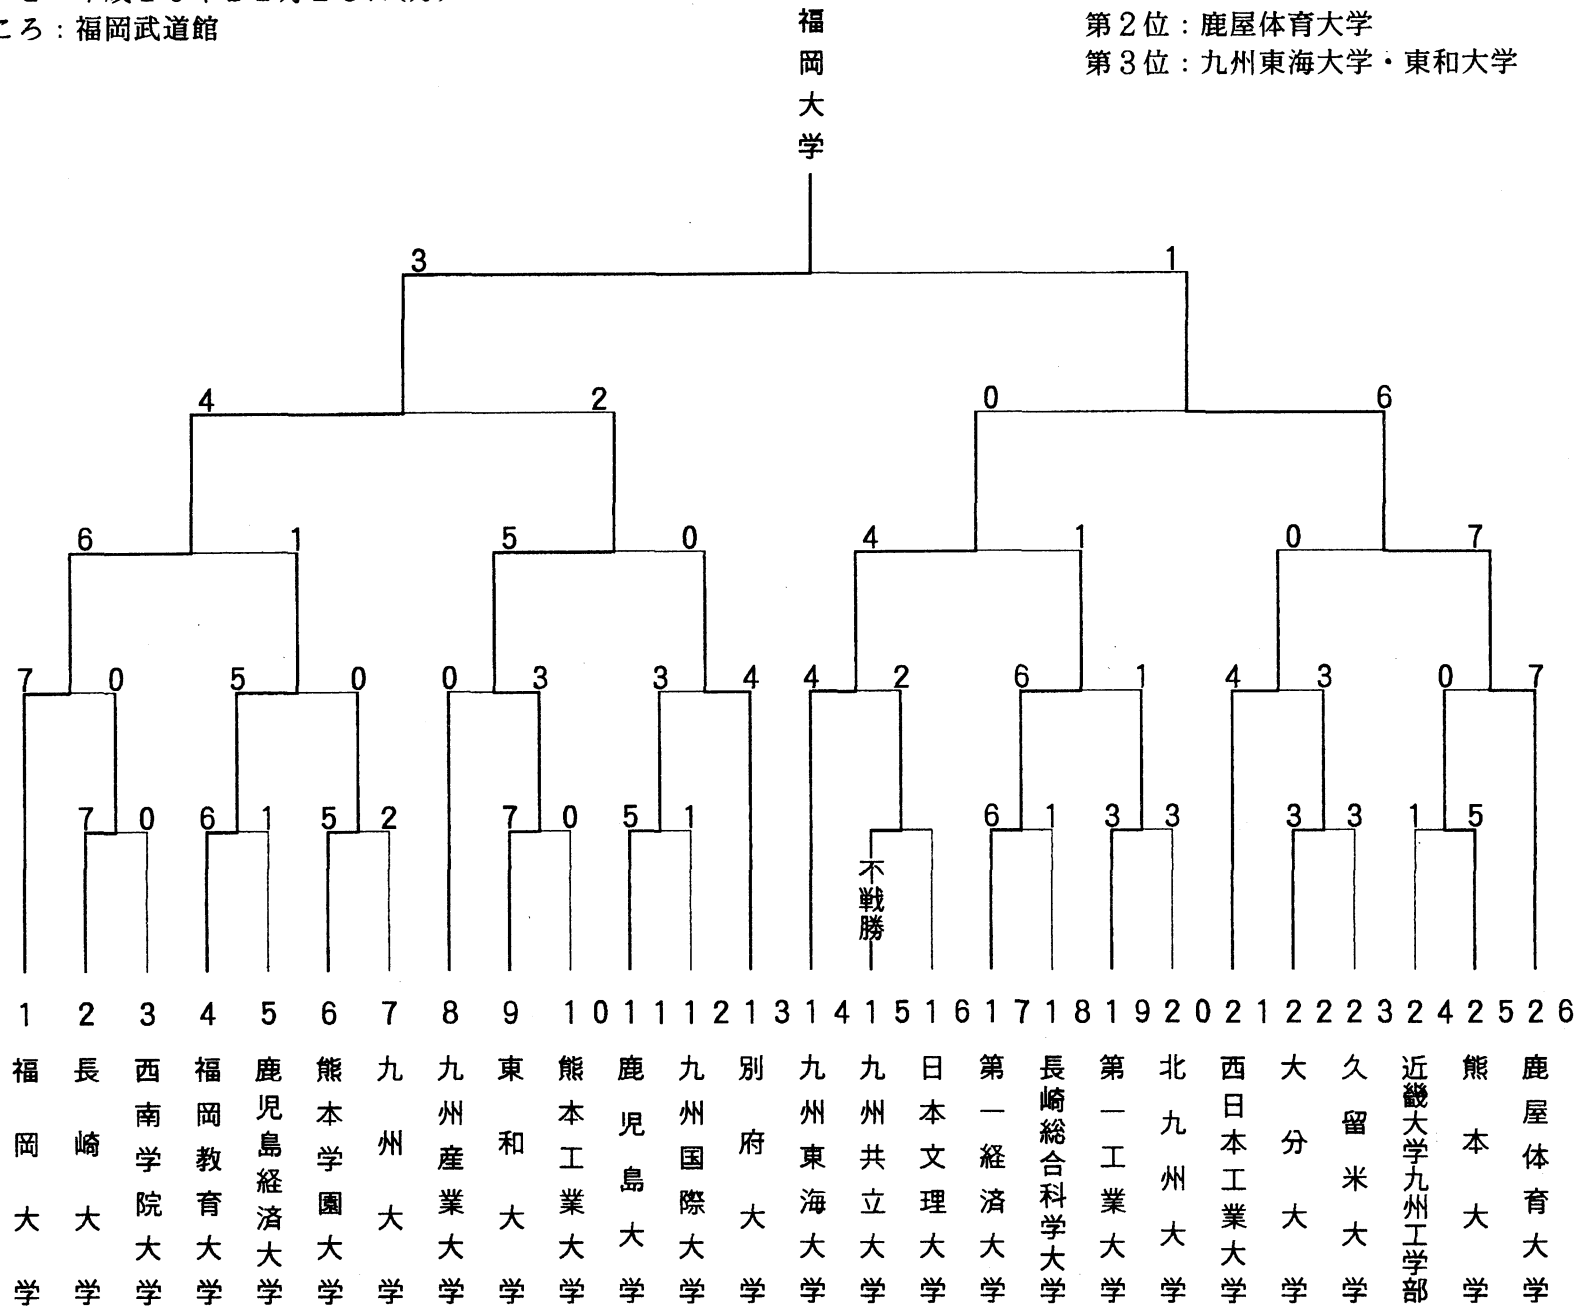 ころ：福岡武道館
第２位：鹿屋体育大学
第３位：九州東海大学・東和大学
福岡大学
3 1
4 2 0 6
6 1 5 0 4 1 0 7
7 0 5 0 0 3 3 4 4 2 6 1 4 3 0 7
7 0 6 1 5 2 7 0 5 1 6 1 3 3 3 3 1 5
不戦勝
1 2 3 4 5 6 7 8 9 10 11 12 13 14 15 16 17 18 19 20 21 22 23 24 25 26
福岡大学
長崎大学
西南学院大学
福岡教育大学
鹿児島経済大学
熊本学園大学
九州大学
九州産業大学
東和大学
熊本工業大学
鹿児島大学
九州国際大学
別府大学
九州東海大学
九州共立大学
日本文理大学
第一経済大学
長崎総合科学大学
第一工業大学
北九州大学
西日本工業大学
大分大学
久留米大学
近畿大学九州工学部
熊本大学
鹿屋体育大学